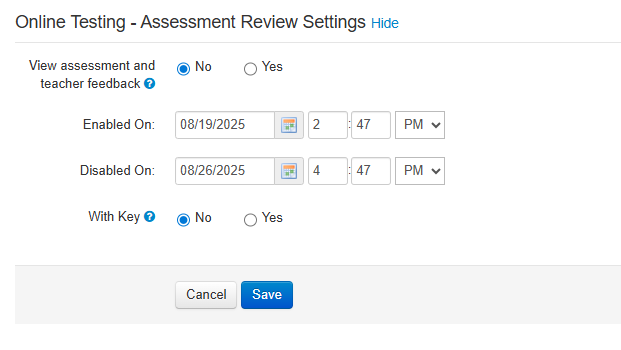 Online Testing - Assessment Review Settings Hide
View assessment and
teacher feedback ? No Yes
Enabled On: 08/19/2025 2 : 47 PM
Disabled On: 08/26/2025 4 : 47 PM
With Key ? No Yes
Cancel Save